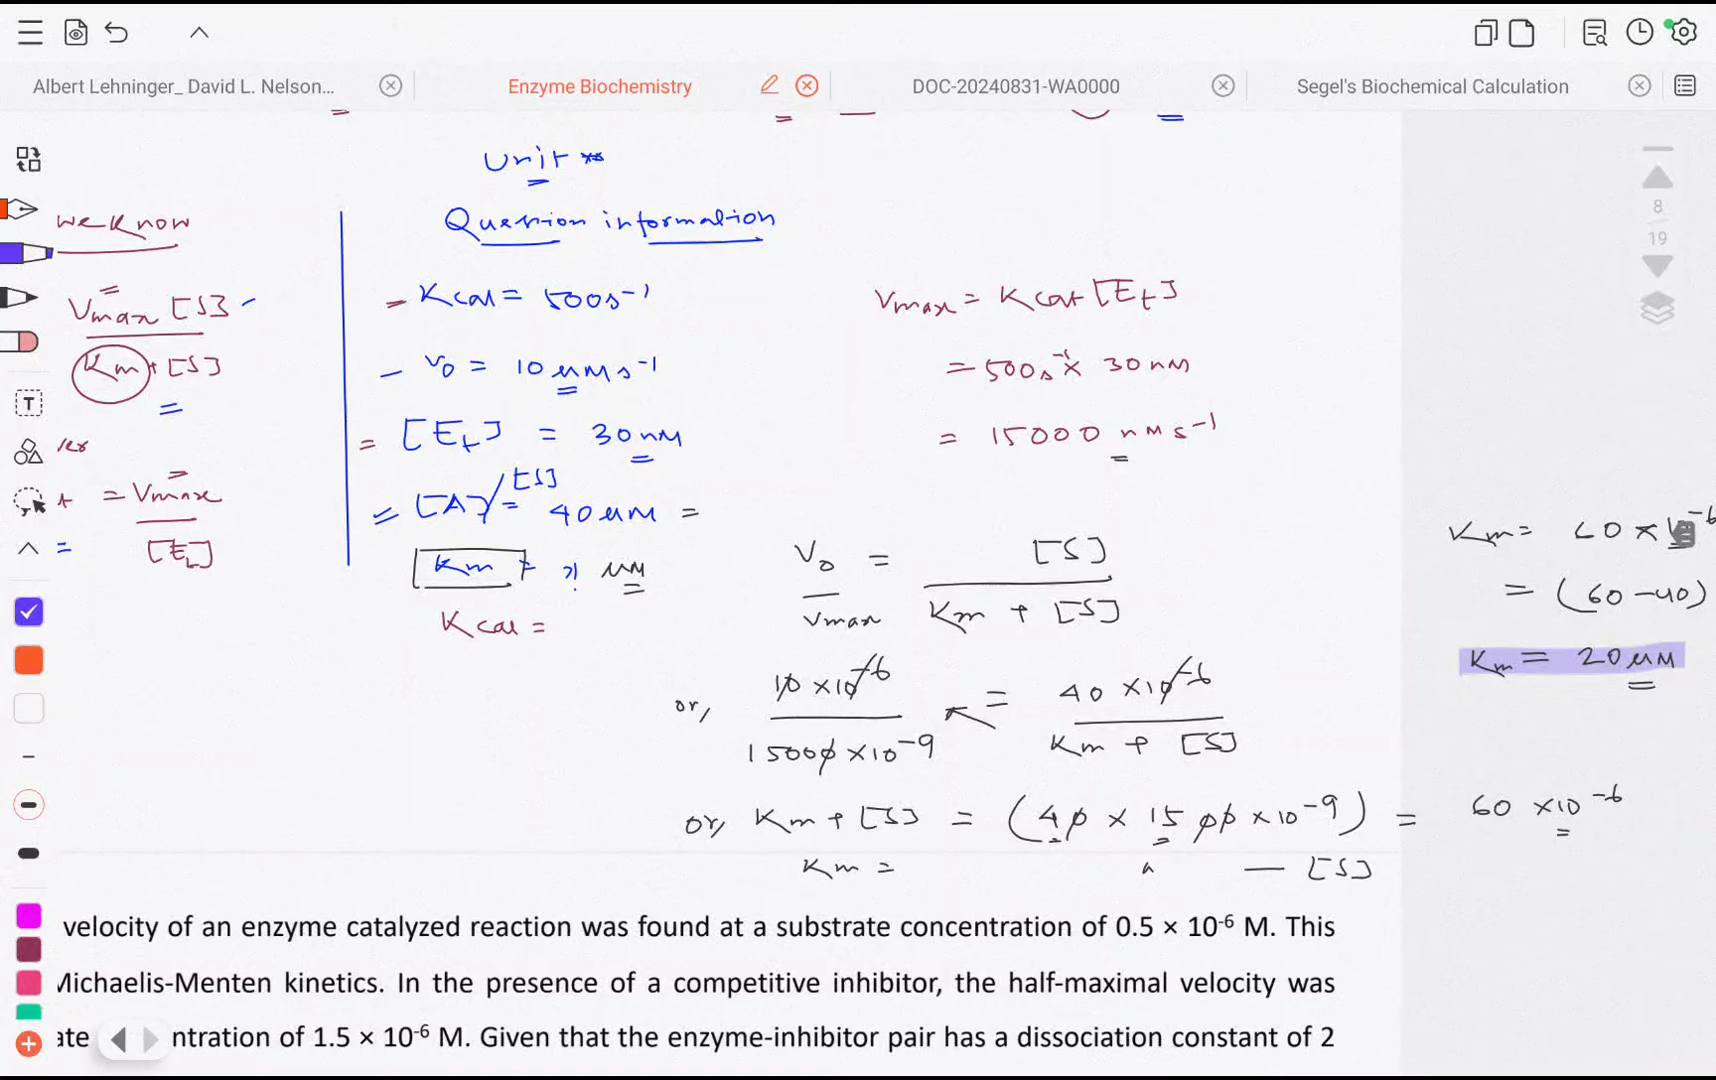 Albert Lehninger_ David L. Nelson...
Enzyme Biochemistry
DOC-20240831-WA0000
Segel's Biochemical Calculation
Unit **
we know
Question information
Vmax [S]
Km + [S]
= Vmax
[Et]
Kcat = 500s⁻¹
v₀ = 10 μM s⁻¹
[Et] = 30 nM
[A] / [S] = 40 μM =
Km = ? μM
Kcat =
Vmax = Kcat [Et]
= 500s⁻¹ × 30 nM
= 15000 nM s⁻¹
V₀ = [S]
Vmax Km + [S]
or, 10 × 10⁻⁶ = 40 × 10⁻⁶
15000 × 10⁻⁹ Km + [S]
or, Km + [S] = (40 × 1500 × 10⁻⁹) = 60 × 10⁻⁶
Km = " — [S]
Km = 60 ×
= (60 - 40)
Km = 20 μM
8
19
T
velocity of an enzyme catalyzed reaction was found at a substrate concentration of 0.5 × 10⁻⁶ M. This
Michaelis-Menten kinetics. In the presence of a competitive inhibitor, the half-maximal velocity was
ate ntration of 1.5 × 10⁻⁶ M. Given that the enzyme-inhibitor pair has a dissociation constant of 2